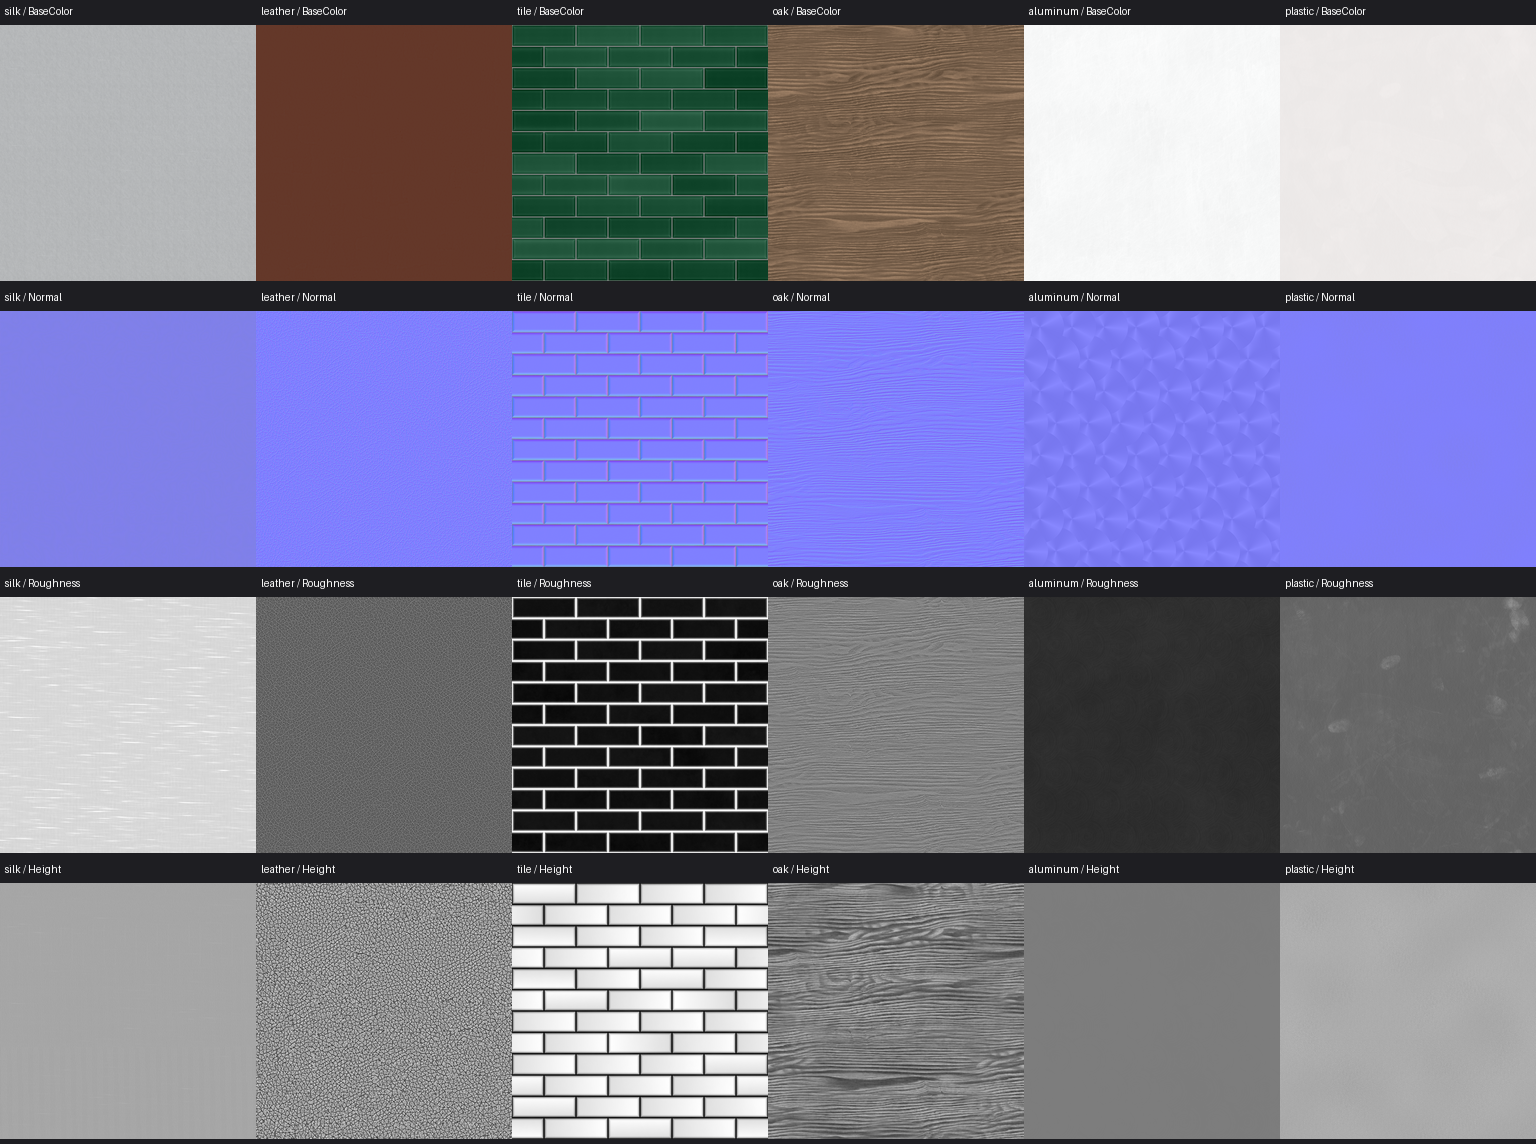 silk / BaseColor
leather / BaseColor
tile / BaseColor
oak / BaseColor
aluminum / BaseColor
plastic / BaseColor
silk / Normal
leather / Normal
tile / Normal
oak / Normal
aluminum / Normal
plastic / Normal
silk / Roughness
leather / Roughness
tile / Roughness
oak / Roughness
aluminum / Roughness
plastic / Roughness
silk / Height
leather / Height
tile / Height
oak / Height
aluminum / Height
plastic / Height